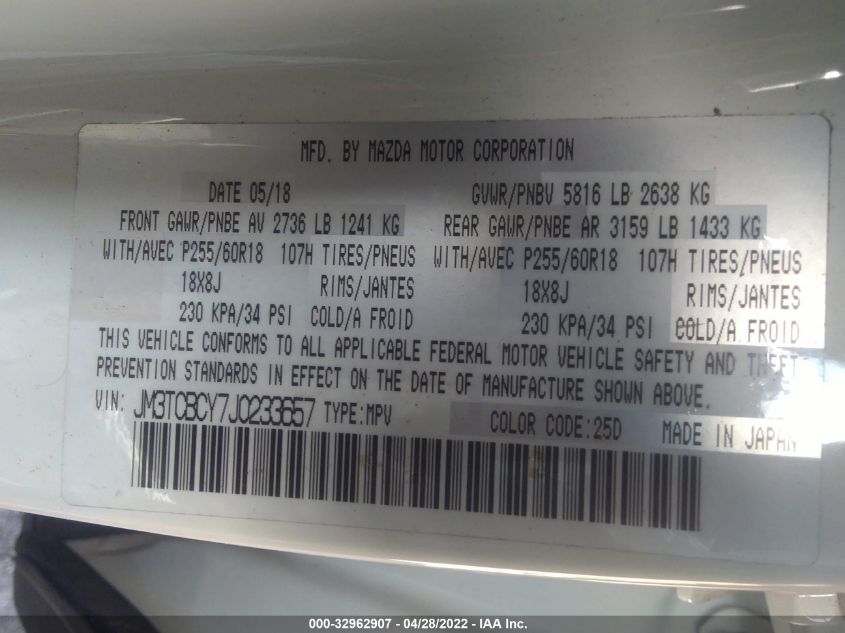 MFD. BY MAZDA MOTOR CORPORATION
DATE 05/18 GVWR/PNBV 5816 LB 2638 KG
FRONT GAWR/PNBE AV 2736 LB 1241 KG REAR GAWR/PNBE AR 3159 LB 1433 KG
WITH/AVEC P255/60R18 107H TIRES/PNEUS WITH/AVEC P255/60R18 107H TIRES/PNEUS
18X8J RIMS/JANTES 18X8J RIMS/JANTES
230 KPA/34 PSI COLD/A FROID 230 KPA/34 PSI COLD/A FROID
THIS VEHICLE CONFORMS TO ALL APPLICABLE FEDERAL MOTOR VEHICLE SAFETY AND THEFT
PREVENTION STANDARDS IN EFFECT ON THE DATE OF MANUFACTURE SHOWN ABOVE.
VIN: JM3TCBCY7J0233657 TYPE:MPV COLOR CODE:25D MADE IN JAPAN
000-32962907 - 04/28/2022 - IAA Inc.